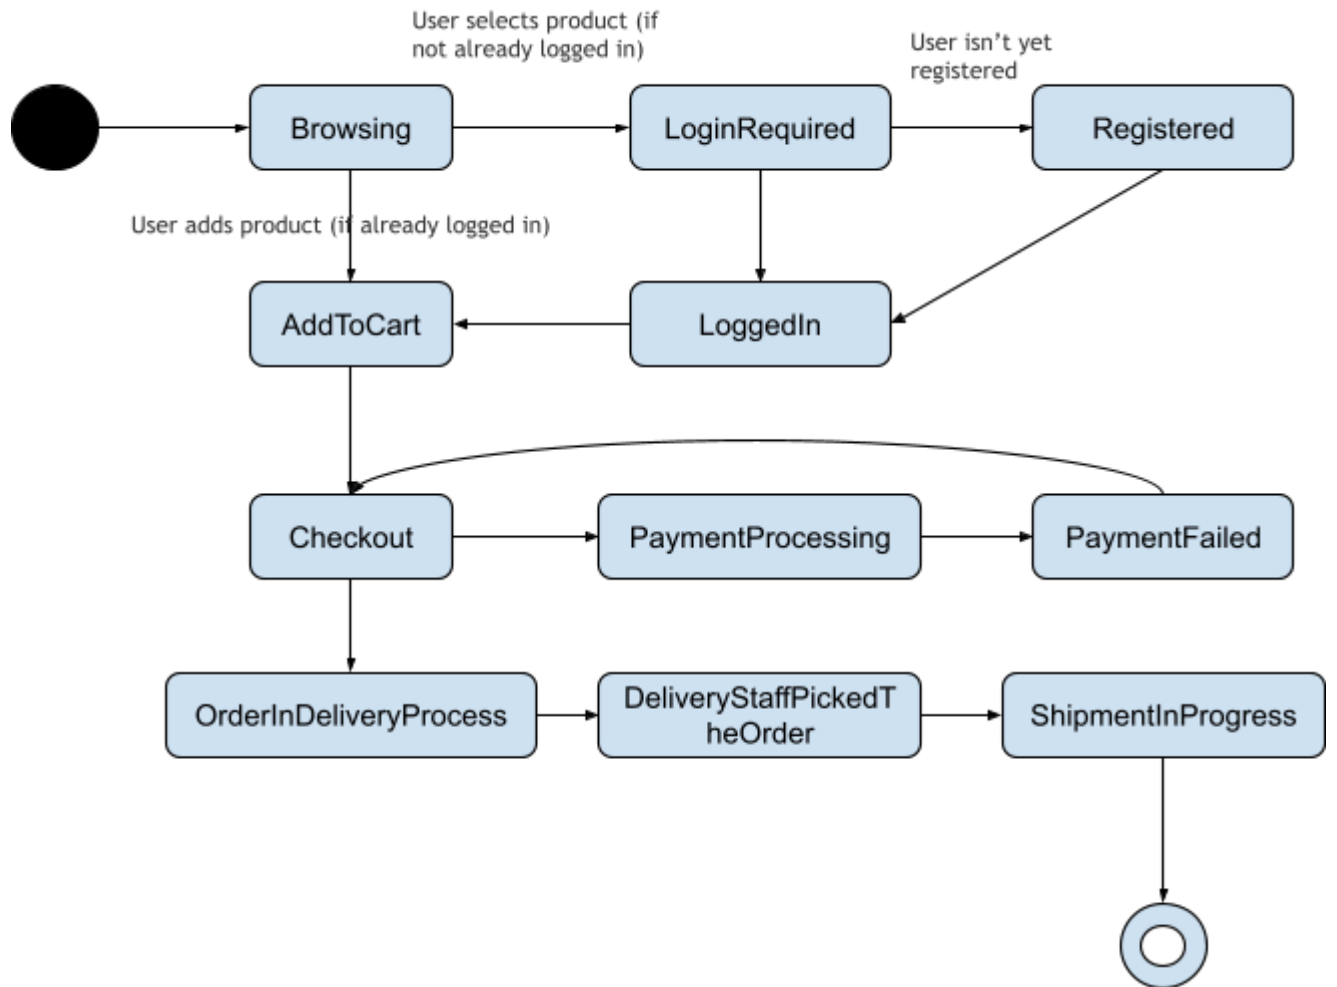 User selects product (if
not already logged in)
User isn't yet
registered
Browsing
LoginRequired
Registered
User adds product (if already logged in)
AddToCart
LoggedIn
Checkout
PaymentProcessing
PaymentFailed
OrderInDeliveryProcess
DeliveryStaffPickedT
heOrder
ShipmentInProgress